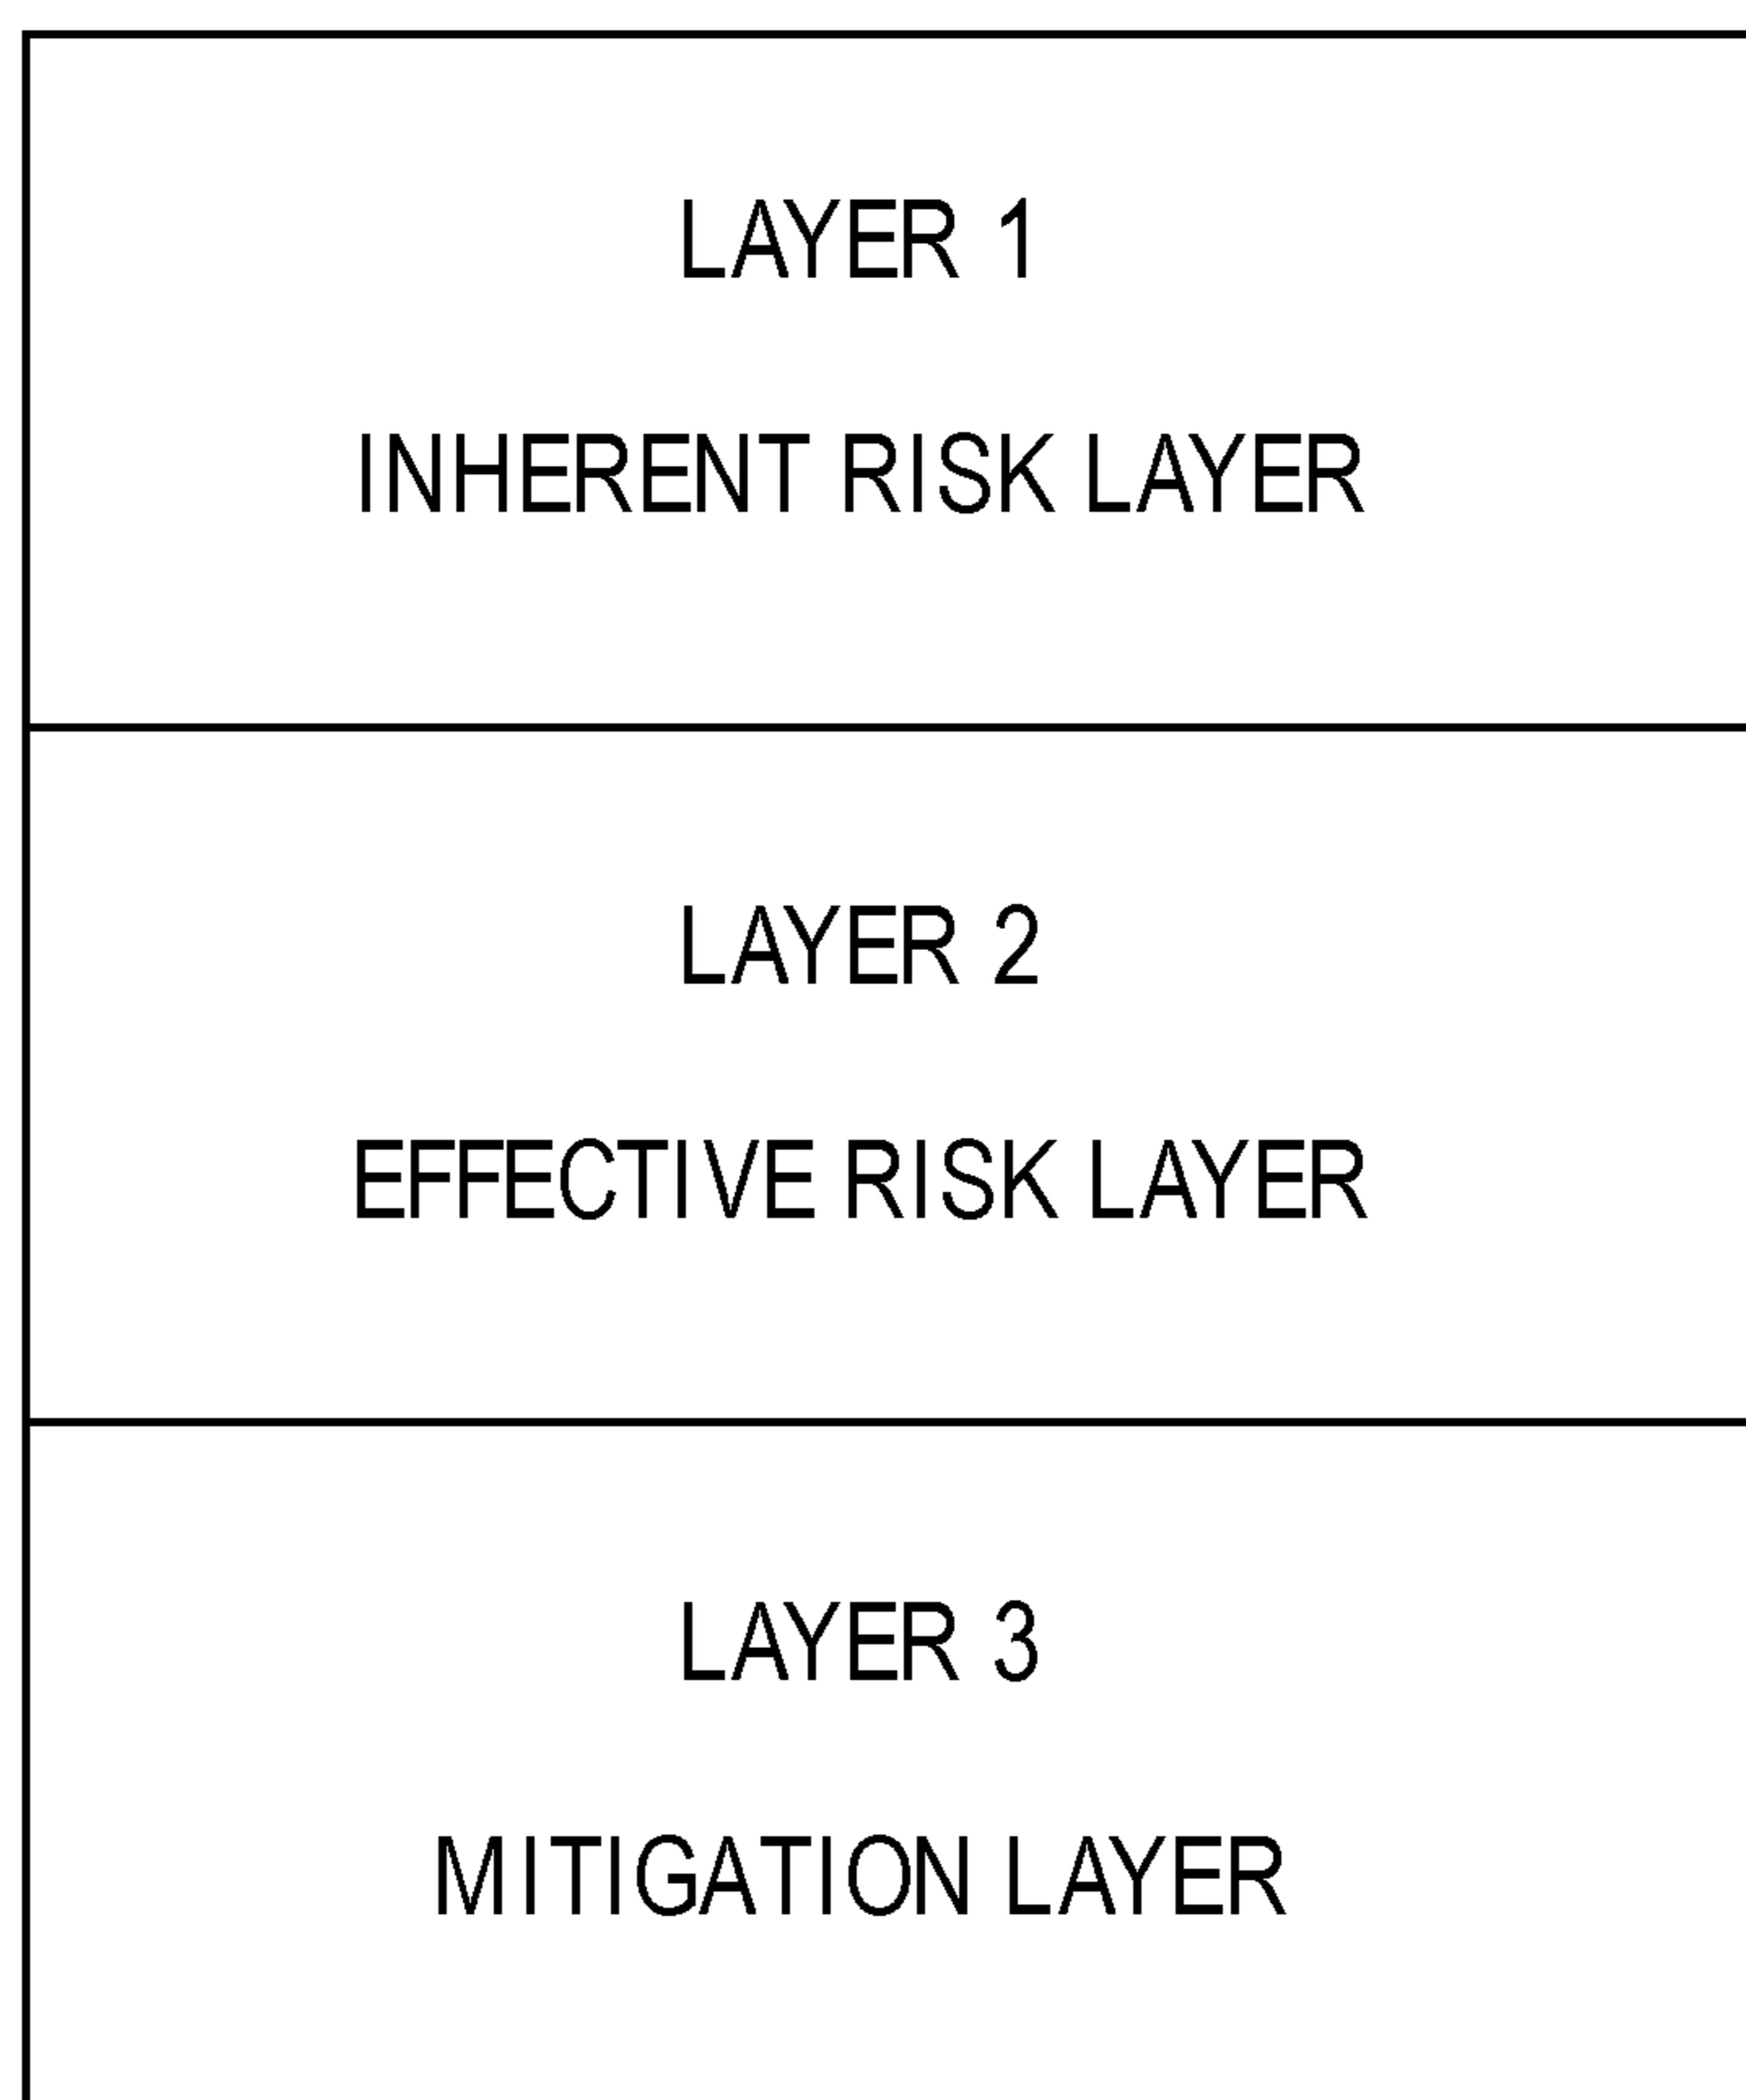 LAYER 1
INHERENT RISK LAYER
LAYER 2
EFFECTIVE RISK LAYER
LAYER 3
MITIGATION LAYER